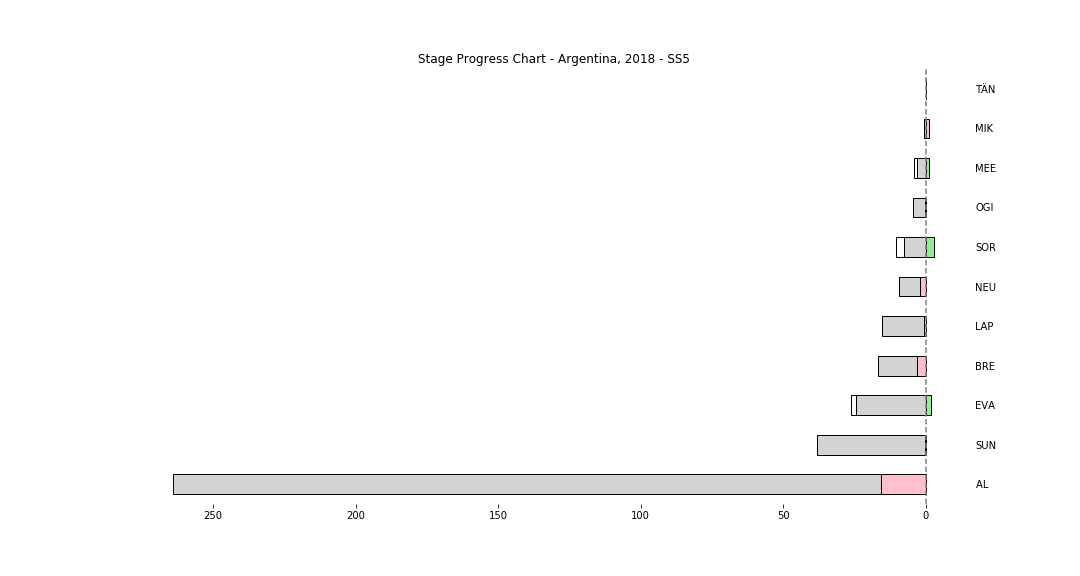 Stage Progress Chart - Argentina, 2018 - SS5
TÄN
MIK
MEE
OGI
SOR
NEU
LAP
BRE
EVA
SUN
AL
250 200 150 100 50 0